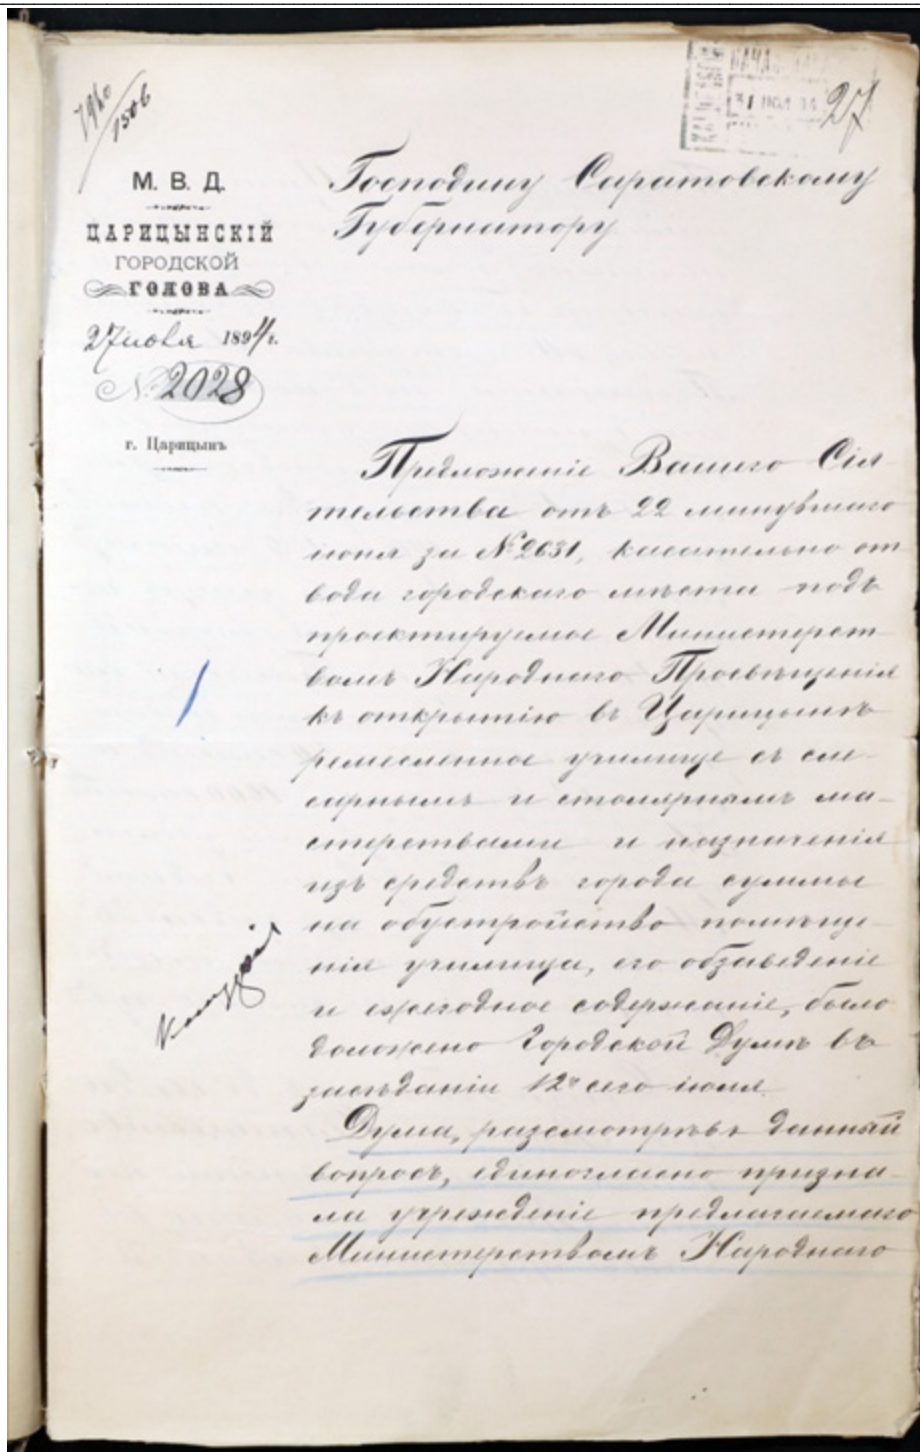 27
М. В. Д.
ЦАРИЦЫНСКІЙ
ГОРОДСКОЙ
ГОЛОВА
27 июля 1894 г.
№ 2028
г. Царицынъ
Господину Саратовскому
Губернатору
Предложеніе Вашего Сія-
тельства отъ 22 минувшаго
іюня за № 2631, касательно от
вода городскаго мѣста подъ
проектируемое Министерст
вомъ Народнаго Просвѣщенія
къ открытію въ Царицынѣ
ремесленное училище съ сле-
сарнымъ и столярнымъ ма-
стерствами и назначенія
изъ средствъ города суммы
на обустройство помѣще-
нія училища, его обзаведеніе
и ежегодное содержаніе, было
доложено Городской Думѣ въ
засѣданіи 12го сего іюля.
Дума, разсмотрѣвъ данный
вопросъ, единогласно призна-
ла учрежденіе предлагаемаго
Министерствомъ Народнаго